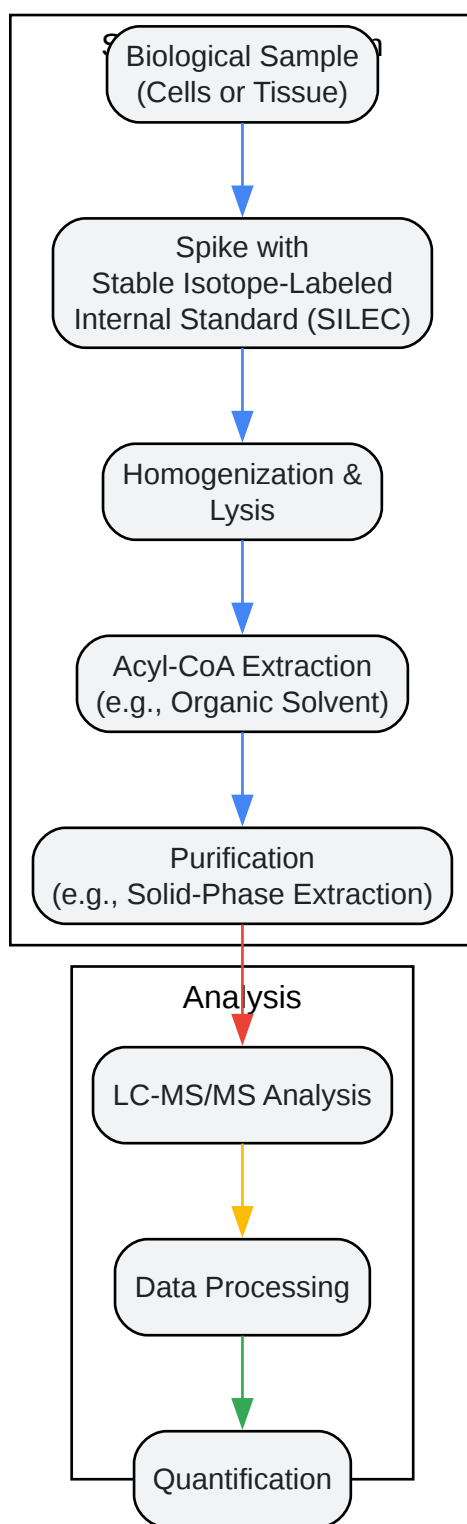 Biological Sample
(Cells or Tissue)
Spike with
Stable Isotope-Labeled
Internal Standard (SILEC)
Homogenization &
Lysis
Acyl-CoA Extraction
(e.g., Organic Solvent)
Purification
(e.g., Solid-Phase Extraction)
Analysis
LC-MS/MS Analysis
Data Processing
Quantification